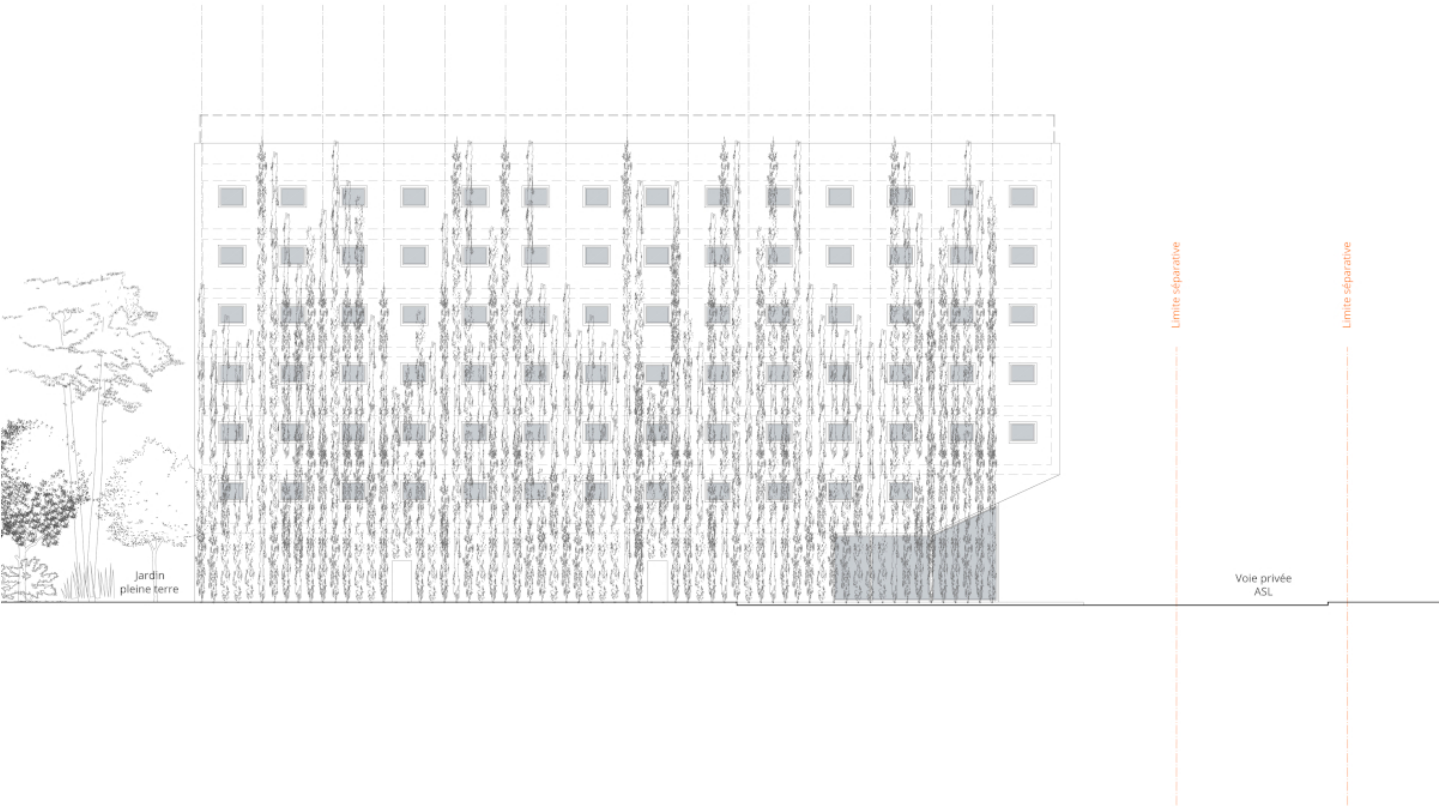 Limite séparative
Limite séparative
Jardin
pleine terre
Voie privée
ASL